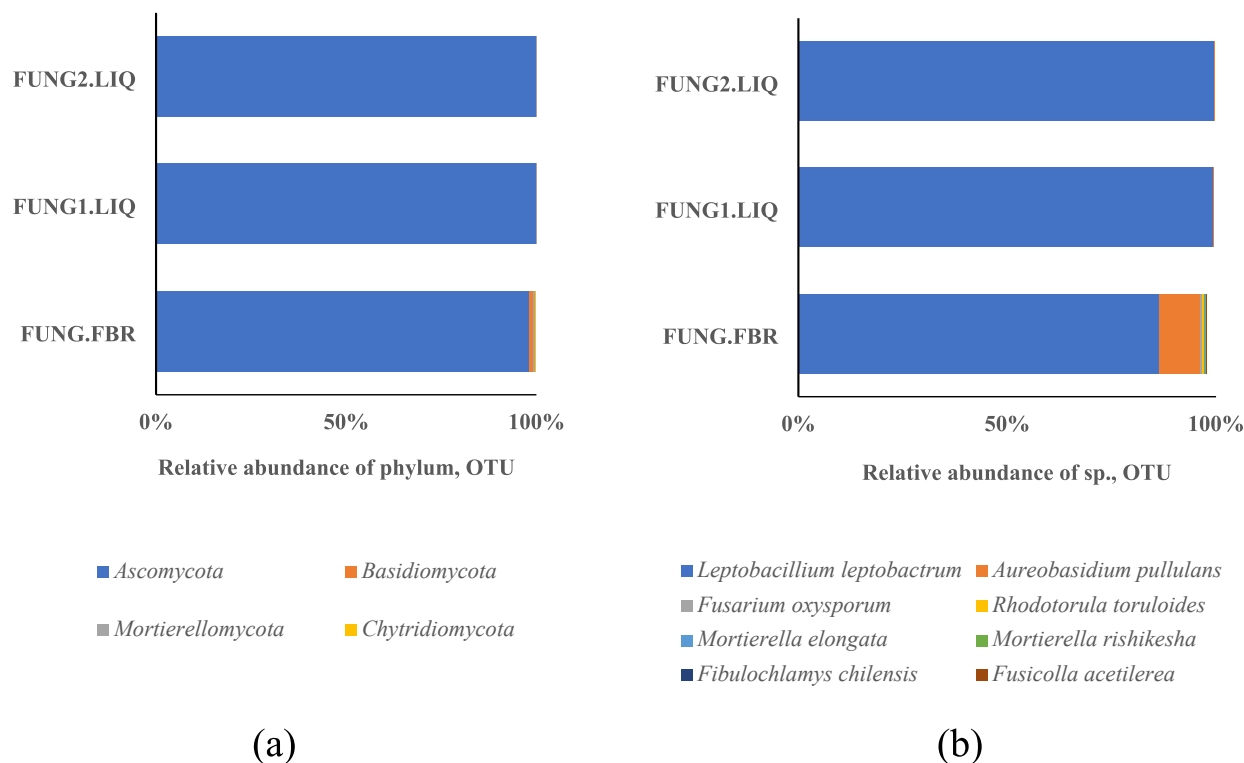 FUNG2.LIQ
FUNG1.LIQ
FUNG.FBR
0% 50% 100%
Relative abundance of phylum, OTU
Ascomycota Basidiomycota
Mortierellomycota Chytridiomycota
(a)
FUNG2.LIQ
FUNG1.LIQ
FUNG.FBR
0% 50% 100%
Relative abundance of sp., OTU
Leptobacillium leptobactrum Aureobasidium pullulans
Fusarium oxysporum Rhodotorula toruloides
Mortierella elongata Mortierella rishikesha
Fibulochlamys chilensis Fusicolla acetilerea
(b)